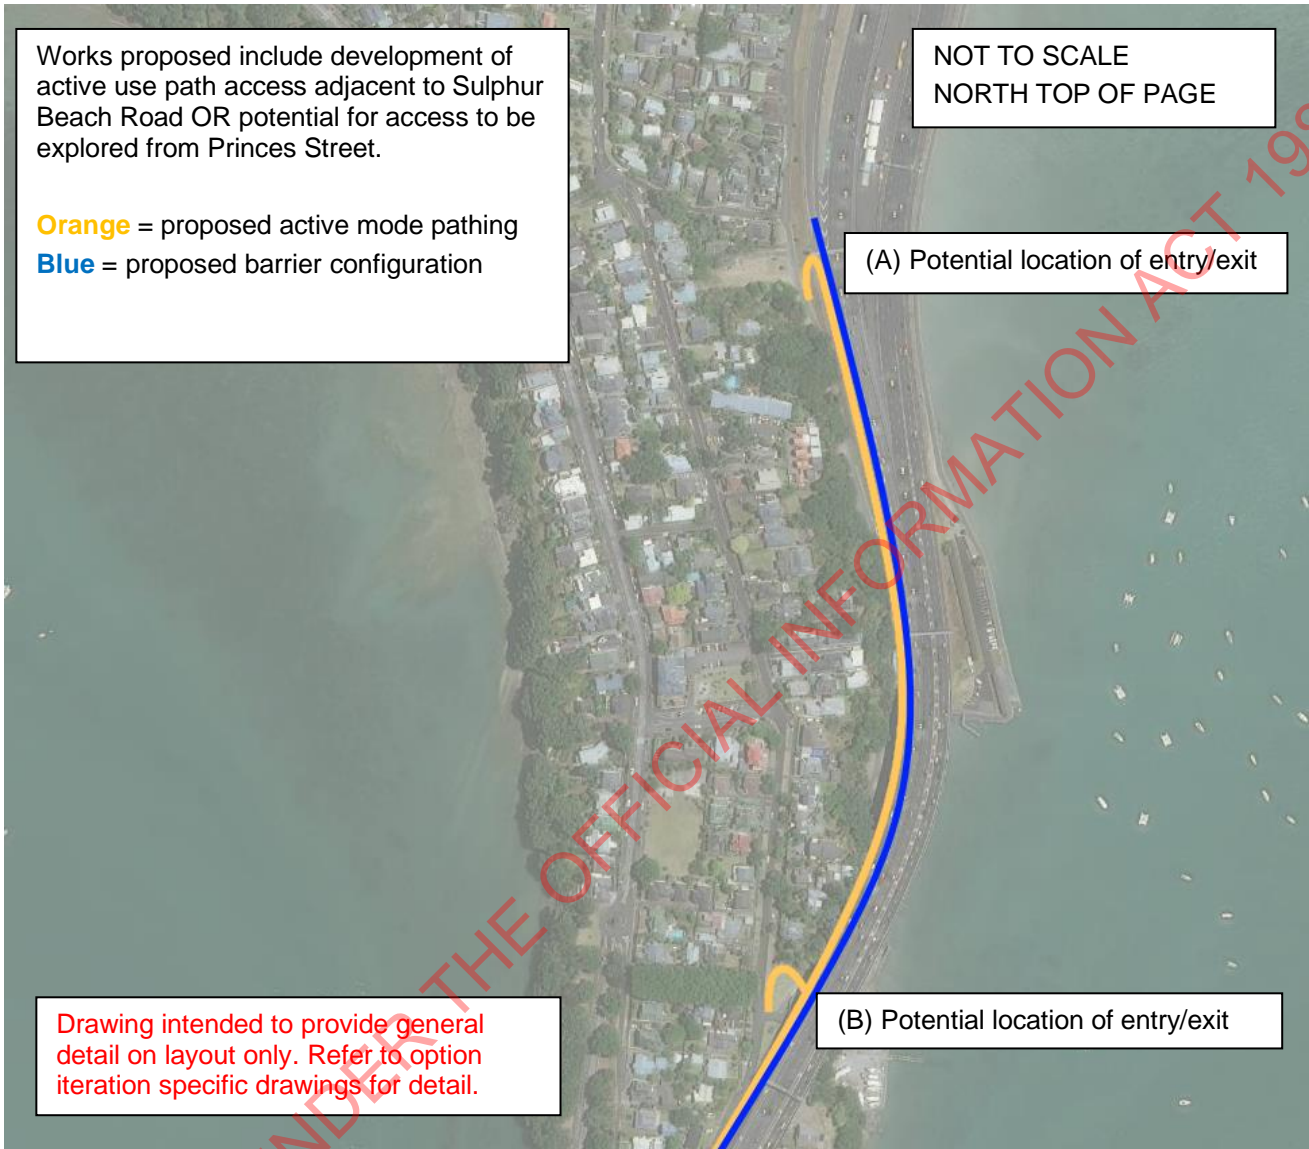 Works proposed include development of
active use path access adjacent to Sulphur
Beach Road OR potential for access to be
explored from Princes Street.
Orange = proposed active mode pathing
Blue = proposed barrier configuration
NOT TO SCALE
NORTH TOP OF PAGE
(A) Potential location of entry/exit
(B) Potential location of entry/exit
Drawing intended to provide general
detail on layout only. Refer to option
iteration specific drawings for detail.
THE OFFICIAL INFORMATION ACT